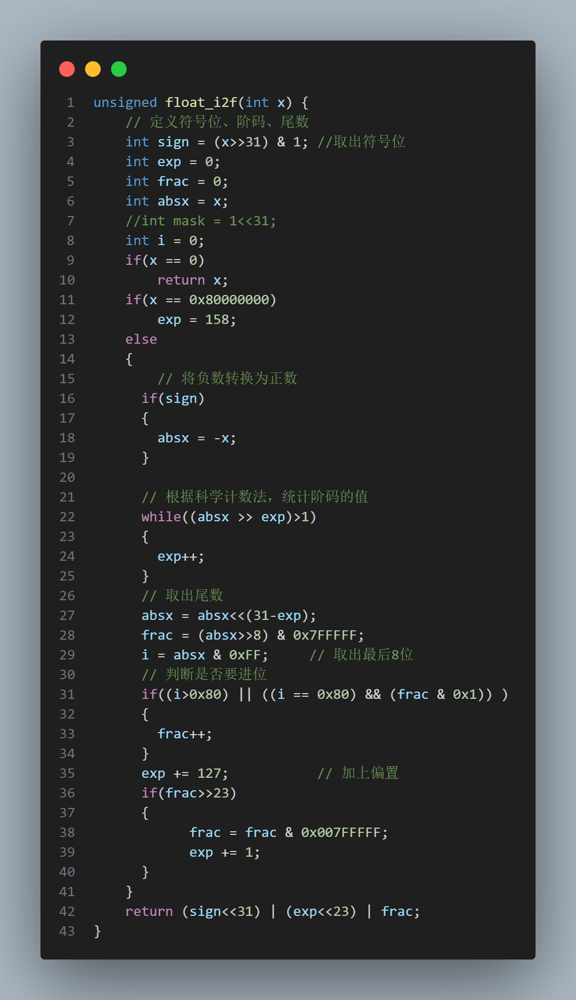 1 unsigned float_i2f(int x) {
2     // 定义符号位、阶码、尾数
3     int sign = (x>>31) & 1; //取出符号位
4     int exp = 0;
5     int frac = 0;
6     int absx = x;
7     //int mask = 1<<31;
8     int i = 0;
9     if(x == 0)
10         return x;
11     if(x == 0x80000000)
12         exp = 158;
13     else
14     {
15         // 将负数转换为正数
16       if(sign)
17       {
18         absx = -x;
19       }
20
21       // 根据科学计数法，统计阶码的值
22       while((absx >> exp)>1)
23       {
24         exp++;
25       }
26       // 取出尾数
27       absx = absx<<(31-exp);
28       frac = (absx>>8) & 0x7FFFFF;
29       i = absx & 0xFF;     // 取出最后8位
30       // 判断是否要进位
31       if((i>0x80) || ((i == 0x80) && (frac & 0x1)) )
32       {
33         frac++;
34       }
35       exp += 127;           // 加上偏置
36       if(frac>>23)
37       {
38             frac = frac & 0x007FFFFF;
39             exp += 1;
40       }
41     }
42     return (sign<<31) | (exp<<23) | frac;
43 }